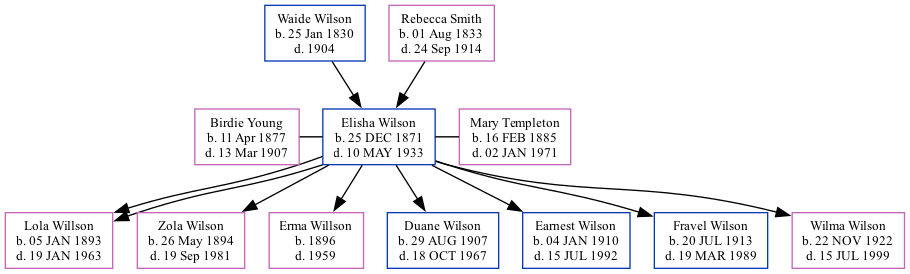 Waide Wilson
b. 25 Jan 1830
d. 1904
Rebecca Smith
b. 01 Aug 1833
d. 24 Sep 1914
Birdie Young
b. 11 Apr 1877
d. 13 Mar 1907
Elisha Wilson
b. 25 DEC 1871
d. 10 MAY 1933
Mary Templeton
b. 16 FEB 1885
d. 02 JAN 1971
Lola Willson
b. 05 JAN 1893
d. 19 JAN 1963
Zola Wilson
b. 26 May 1894
d. 19 Sep 1981
Erma Willson
b. 1896
d. 1959
Duane Wilson
b. 29 AUG 1907
d. 18 OCT 1967
Earnest Wilson
b. 04 JAN 1910
d. 15 JUL 1992
Fravel Wilson
b. 20 JUL 1913
d. 19 MAR 1989
Wilma Wilson
b. 22 NOV 1922
d. 15 JUL 1999